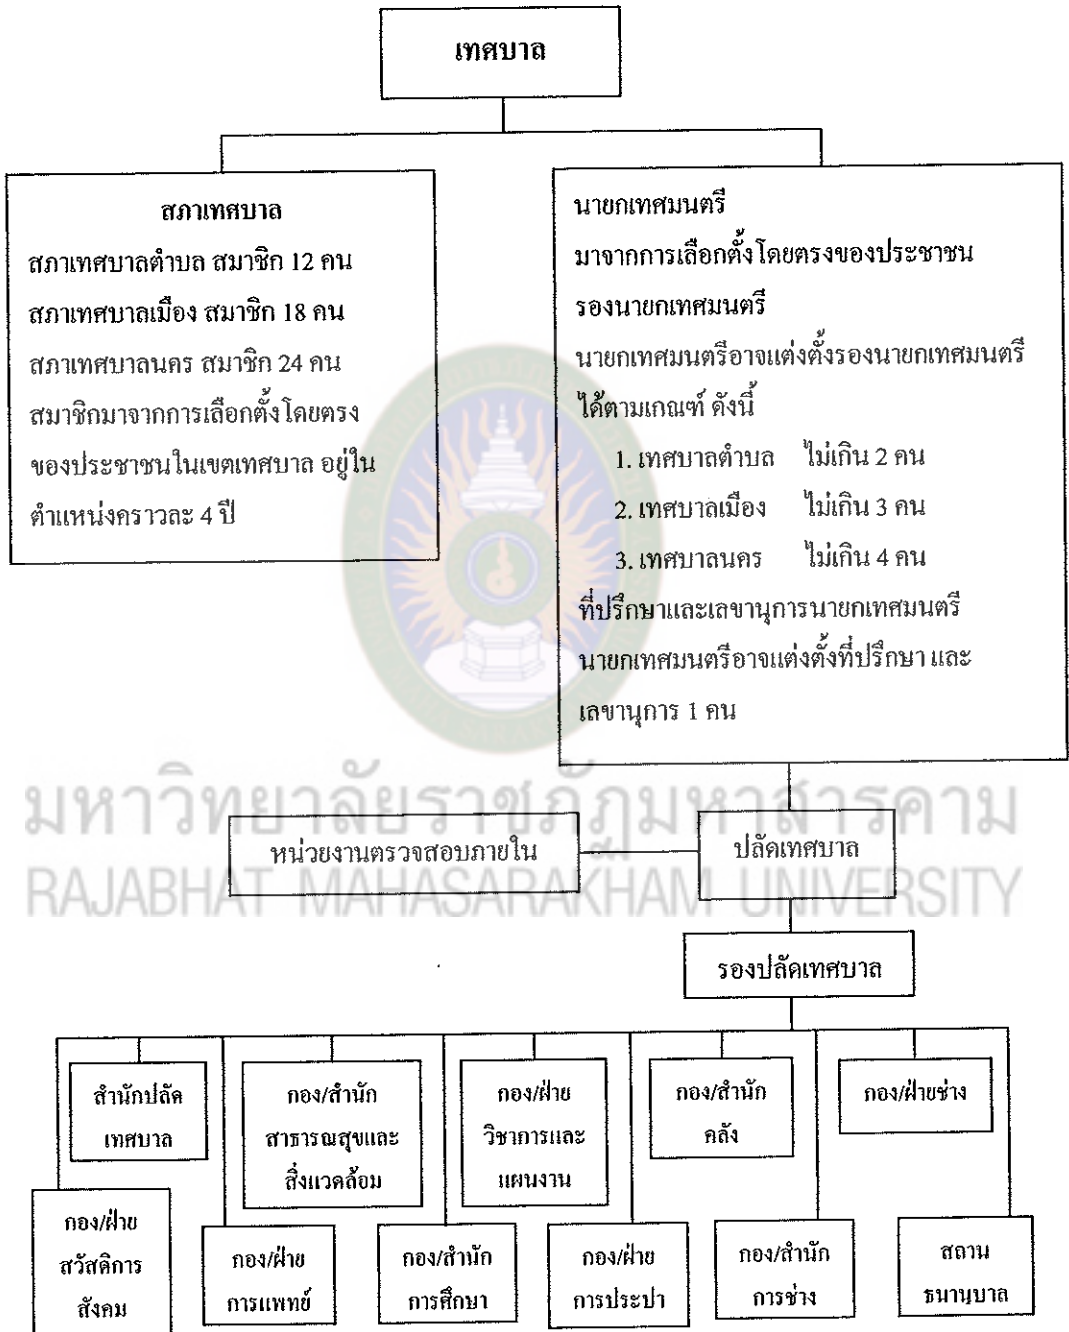 เทศบาล
สภาเทศบาล
สภาเทศบาลตำบล สมาชิก 12 คน
สภาเทศบาลเมือง สมาชิก 18 คน
สภาเทศบาลนคร สมาชิก 24 คน
สมาชิกมาจากการเลือกตั้งโดยตรง
ของประชาชนในเขตเทศบาล อยู่ใน
ตำแหน่งคราวละ 4 ปี
นายกเทศมนตรี
มาจากการเลือกตั้งโดยตรงของประชาชน
รองนายกเทศมนตรี
นายกเทศมนตรีอาจแต่งตั้งรองนายกเทศมนตรี
ได้ตามเกณฑ์ ดังนี้
1. เทศบาลตำบล ไม่เกิน 2 คน
2. เทศบาลเมือง ไม่เกิน 3 คน
3. เทศบาลนคร ไม่เกิน 4 คน
ที่ปรึกษาและเลขานุการนายกเทศมนตรี
นายกเทศมนตรีอาจแต่งตั้งที่ปรึกษา และ
เลขานุการ 1 คน
มหาวิทยาลัยราชภัฏมหาสารคาม
RAJABHAT MAHASARAKHAM UNIVERSITY
หน่วยงานตรวจสอบภายใน
ปลัดเทศบาล
รองปลัดเทศบาล
สำนักปลัด
เทศบาล
กอง/สำนัก
สาธารณสุขและ
สิ่งแวดล้อม
กอง/ฝ่าย
วิชาการและ
แผนงาน
กอง/สำนัก
คลัง
กอง/ฝ่ายช่าง
กอง/ฝ่าย
สวัสดิการ
สังคม
กอง/ฝ่าย
การแพทย์
กอง/สำนัก
การศึกษา
กอง/ฝ่าย
การประปา
กอง/สำนัก
การช่าง
สถาน
ธนานุบาล